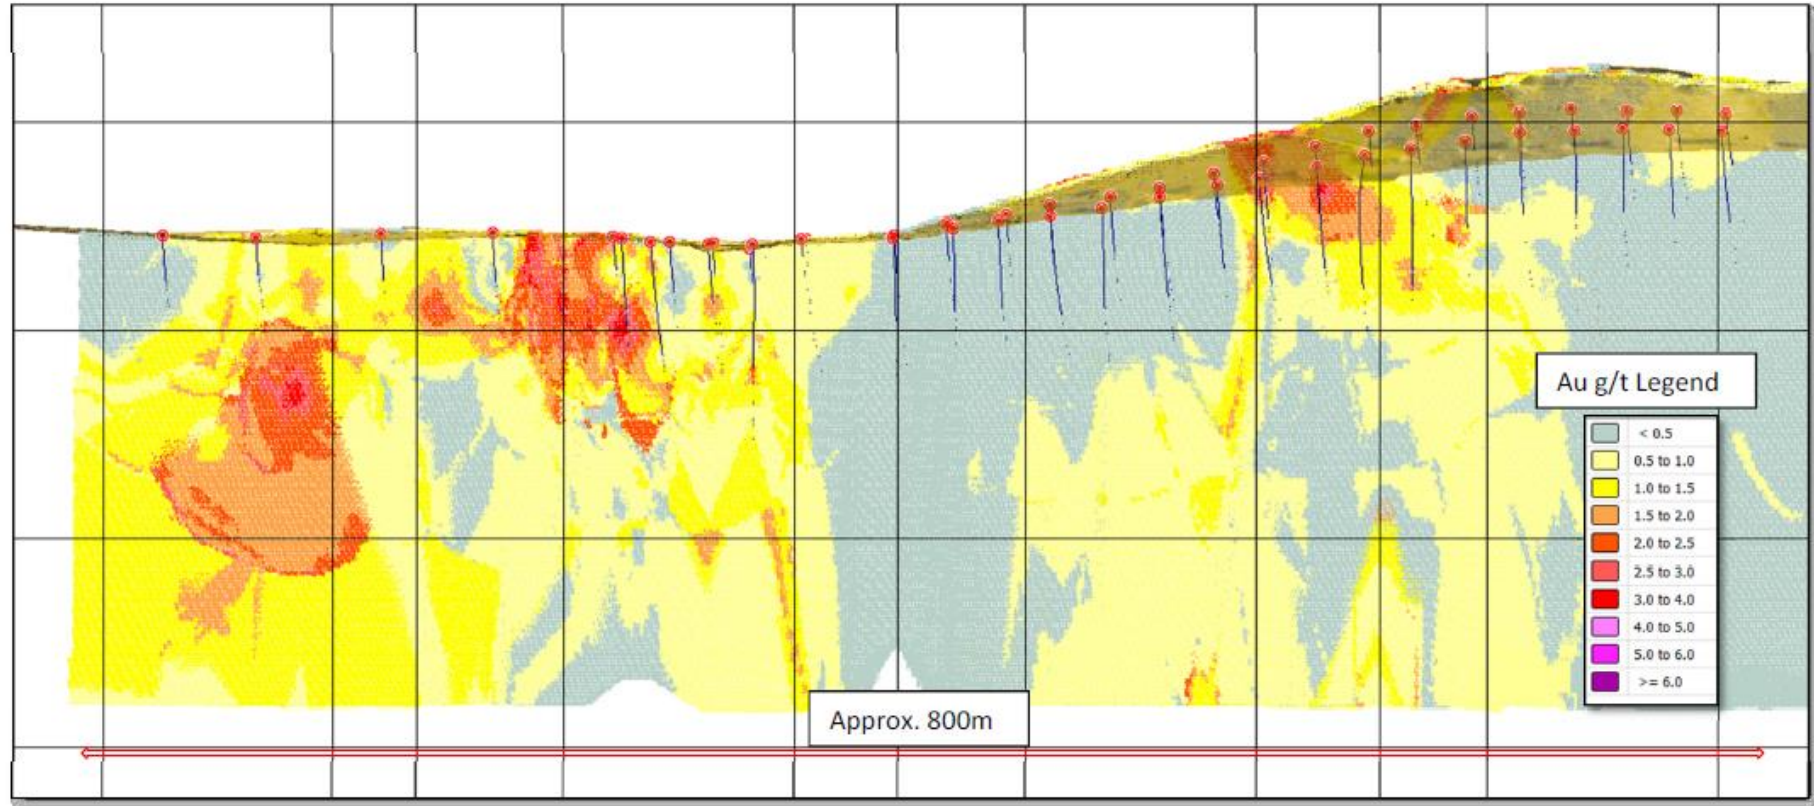 Au g/t Legend
< 0.5
0.5 to 1.0
1.0 to 1.5
1.5 to 2.0
2.0 to 2.5
2.5 to 3.0
3.0 to 4.0
4.0 to 5.0
5.0 to 6.0
>= 6.0
Approx. 800m